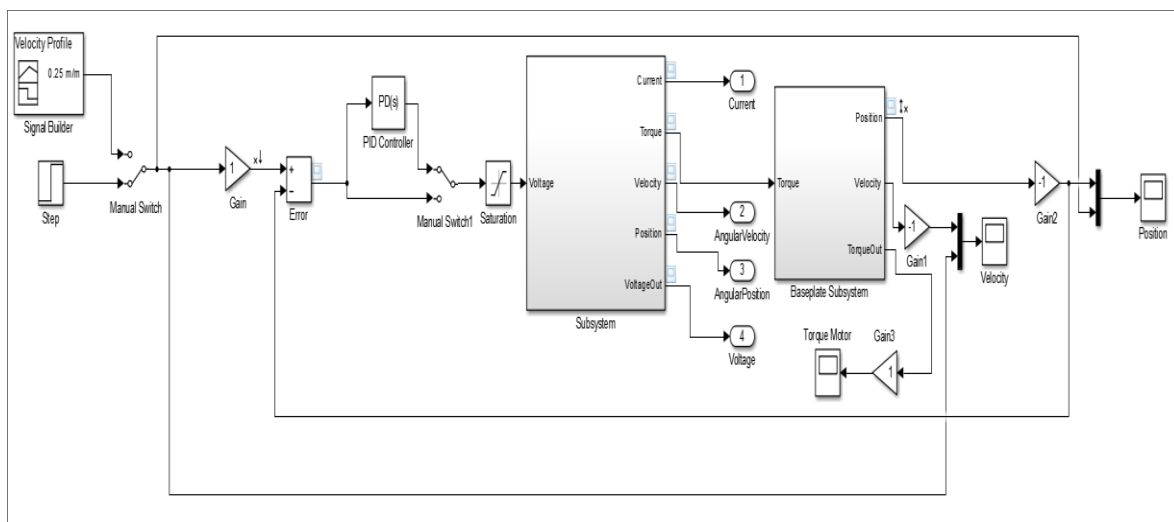 Velocity Profile
0.25 m/m
Signal Builder
Step
Manual Switch
1
Gain
x
+
−
Error
PD(s)
PID Controller
Manual Switch1
Saturation
Voltage
Current
Torque
Velocity
Position
VoltageOut
Subsystem
1
Current
2
AngularVelocity
3
AngularPosition
4
Voltage
Torque
Position
Velocity
TorqueOut
Baseplate Subsystem
x
-1
Gain1
Velocity
-1
Gain2
Position
Torque Motor
Gain3
1